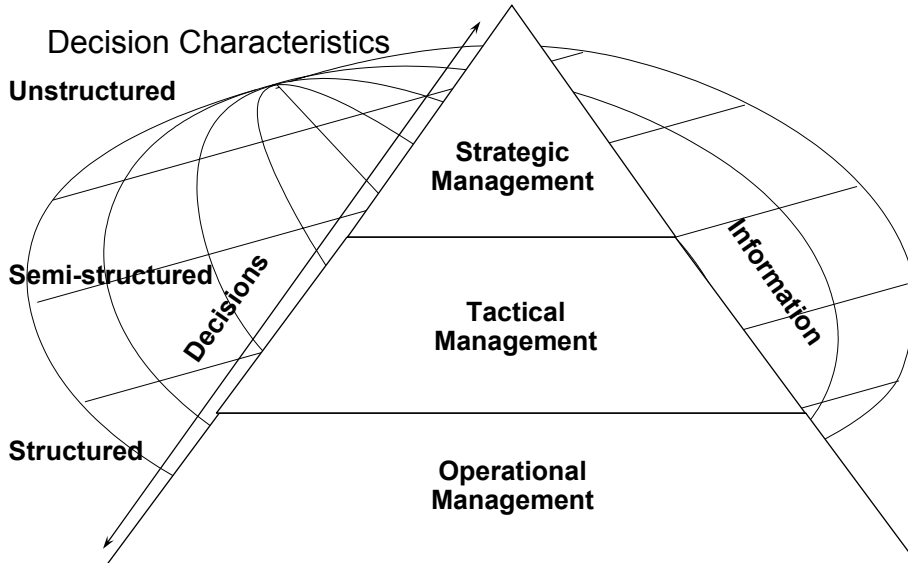 Decision Characteristics
Unstructured
Strategic
Management
Semi-structured
Decisions
Information
Tactical
Management
Structured
Operational
Management